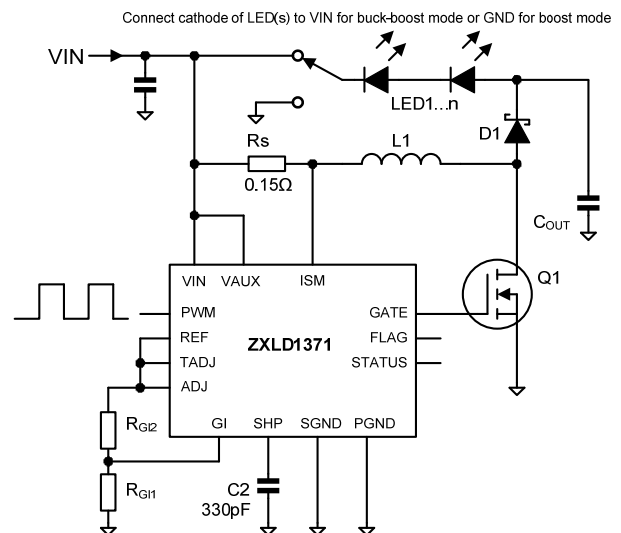 Connect cathode of LED(s) to VIN for buck-boost mode or GND for boost mode
VIN
LED1...n
D1
Rs
0.15Ω
L1
COUT
VIN VAUX ISM
Q1
PWM
GATE
REF
FLAG
ZXLD1371
TADJ
STATUS
ADJ
GI SHP SGND PGND
RGI2
RGI1
C2
330pF